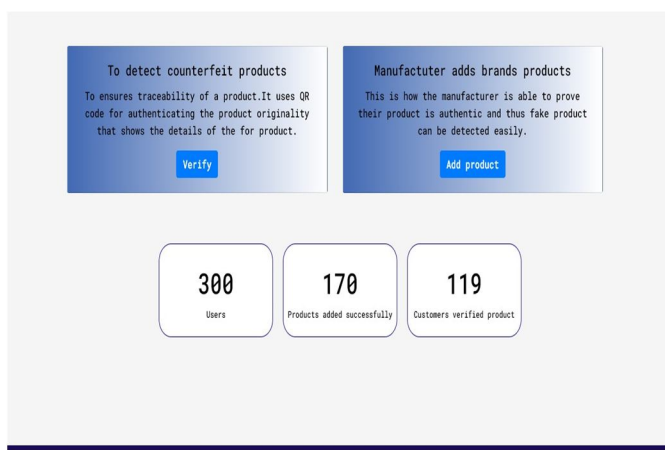 To detect counterfeit products
To ensures traceability of a product.It uses QR
code for authenticating the product originality
that shows the details of the for product.
Verify
Manufactuter adds brands products
This is how the manufacturer is able to prove
their product is authentic and thus fake product
can be detected easily.
Add product
300
Users
170
Products added successfully
119
Customers verified product